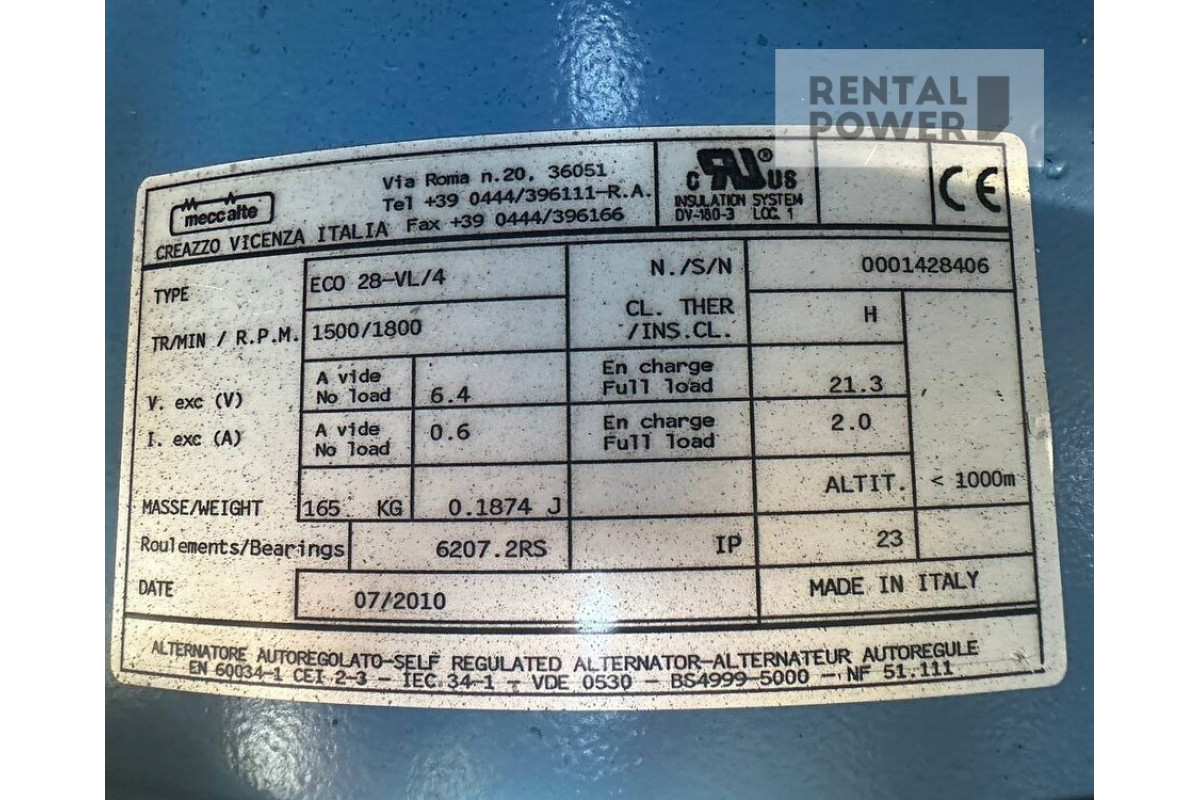 RENTAL
POWER
meccalte
Via Roma n.20, 36051
Tel +39 0444/396111-R.A.
CREAZZO VICENZA ITALIA Fax +39 0444/396166
c RU® US
INSULATION SYSTEM
DV-180-3 LOC. 1
CE
TYPE ECO 28-VL/4 N./S/N 0001428406
TR/MIN / R.P.M. 1500/1800 CL. THER /INS.CL. H
V. exc (V) A vide No load 6.4 En charge Full load 21.3
I. exc (A) A vide No load 0.6 En charge Full load 2.0
MASSE/WEIGHT 165 KG 0.1874 J ALTIT. < 1000m
Roulements/Bearings 6207.2RS IP 23
DATE 07/2010 MADE IN ITALY
ALTERNATORE AUTOREGOLATO-SELF REGULATED ALTERNATOR-ALTERNATEUR AUTOREGULE
EN 60034-1 CEI 2-3 - IEC 34-1 - VDE 0530 - BS4999-5000 - NF 51.111